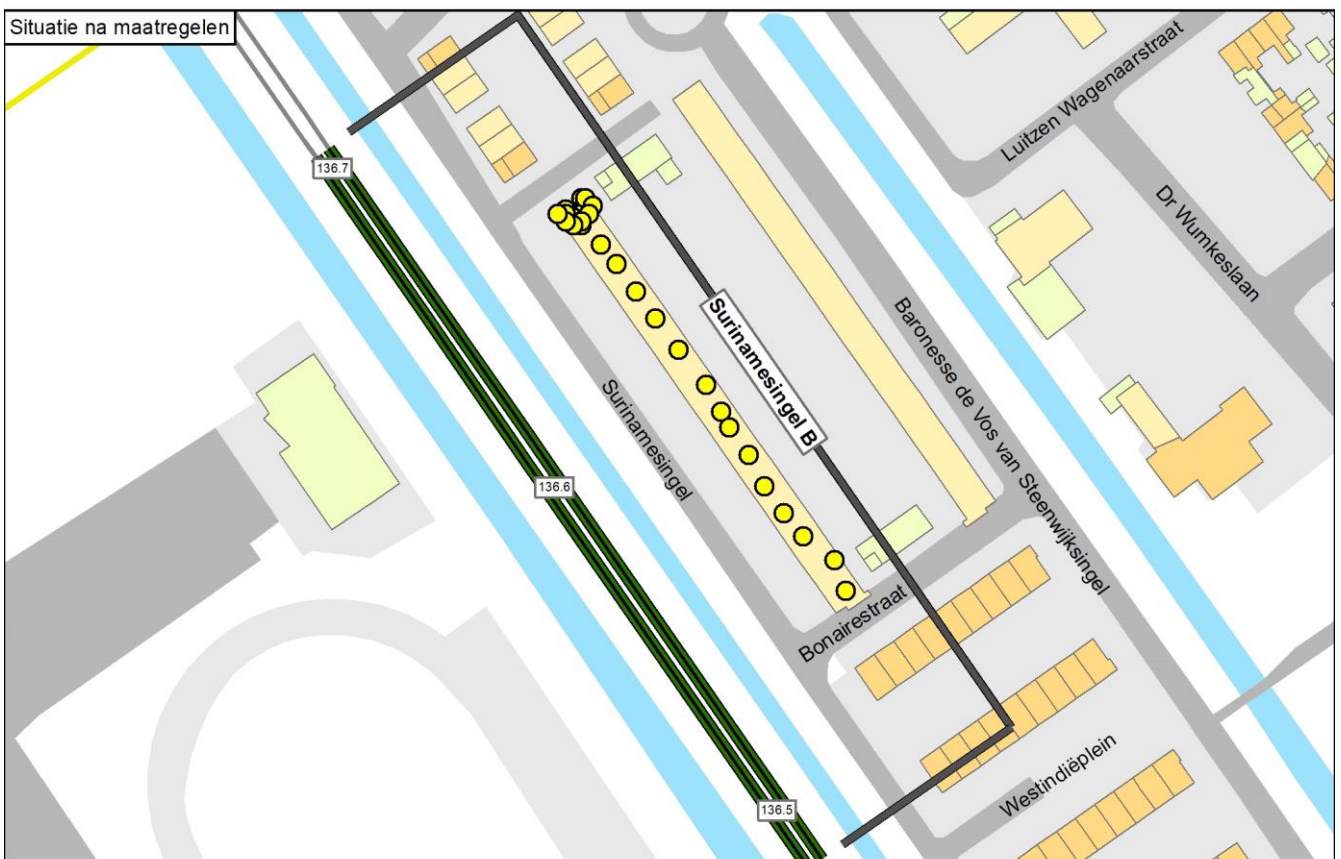 Situatie na maatregelen
Luitzen Wagenaarstraat
136.7
Dr Wumkeslaan
Surinamesingel B
Baronesse de Vos van Steenwijksingel
Surinamesingel
136.6
Bonairestraat
Westindiëplein
136.5